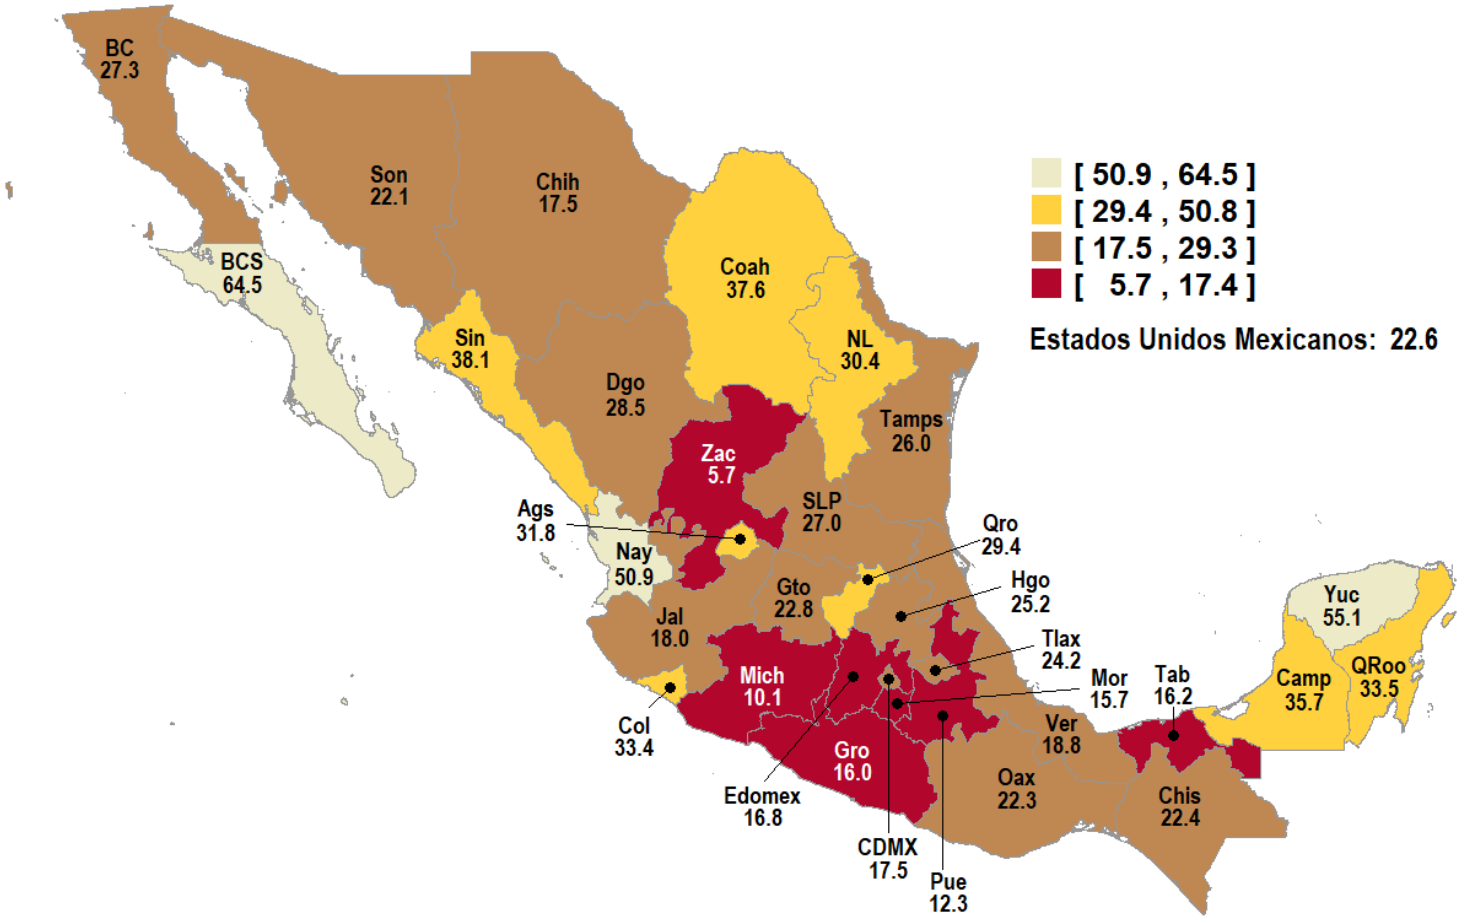 BC
27.3
Son
22.1
Chih
17.5
[ 50.9 , 64.5 ]
[ 29.4 , 50.8 ]
[ 17.5 , 29.3 ]
[ 5.7 , 17.4 ]
Estados Unidos Mexicanos: 22.6
BCS
64.5
Coah
37.6
Sin
38.1
NL
30.4
Dgo
28.5
Tamps
26.0
Zac
5.7
SLP
27.0
Ags
31.8
Qro
29.4
Nay
50.9
Gto
22.8
Hgo
25.2
Jal
18.0
Tlax
24.2
Yuc
55.1
Mich
10.1
Mor
15.7
Tab
16.2
Camp
35.7
QRoo
33.5
Col
33.4
Gro
16.0
Ver
18.8
Edomex
16.8
Oax
22.3
Chis
22.4
CDMX
17.5
Pue
12.3